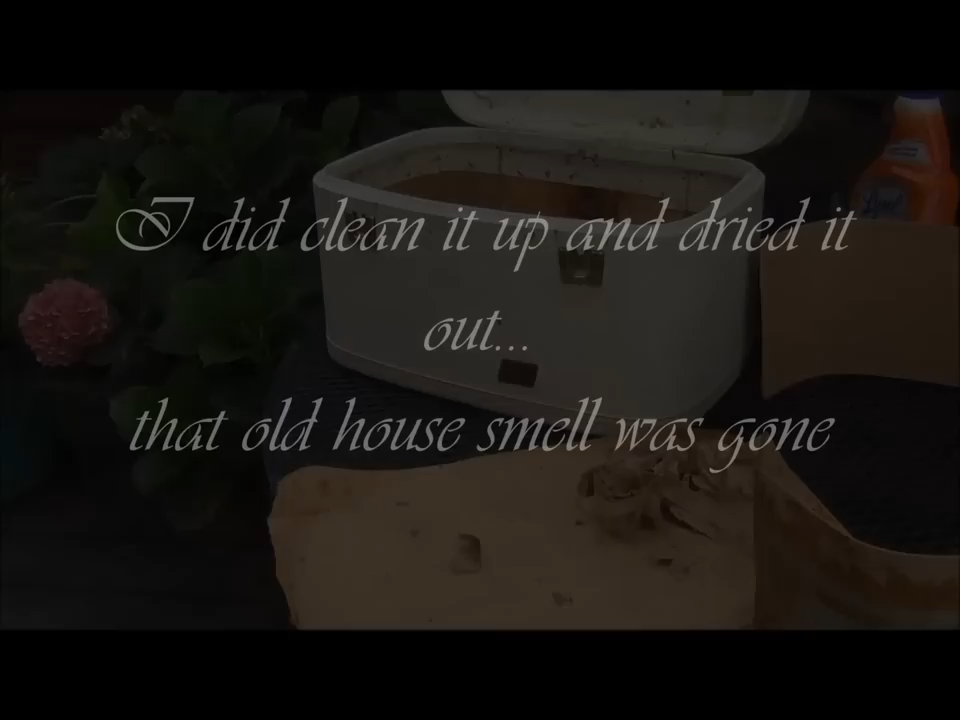 I did clean it up and dried it
out...
that old house smell was gone